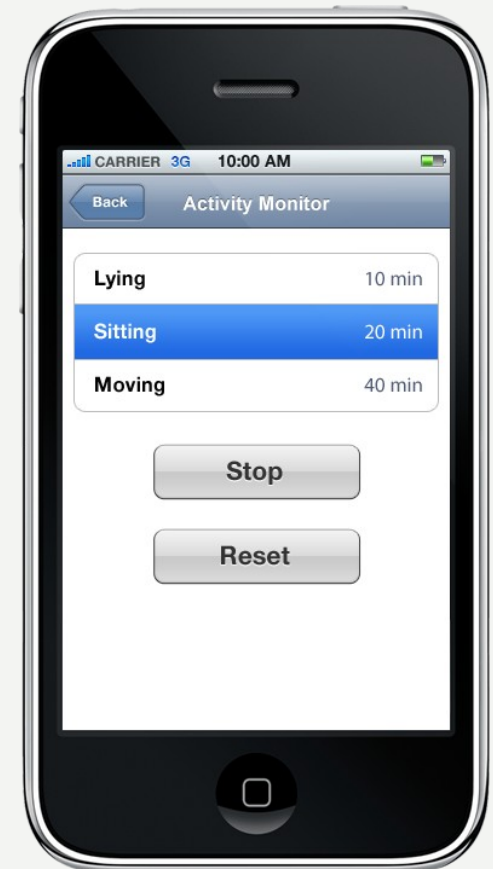 CARRIER 3G 10:00 AM
Back Activity Monitor
Lying 10 min
Sitting 20 min
Moving 40 min
Stop
Reset